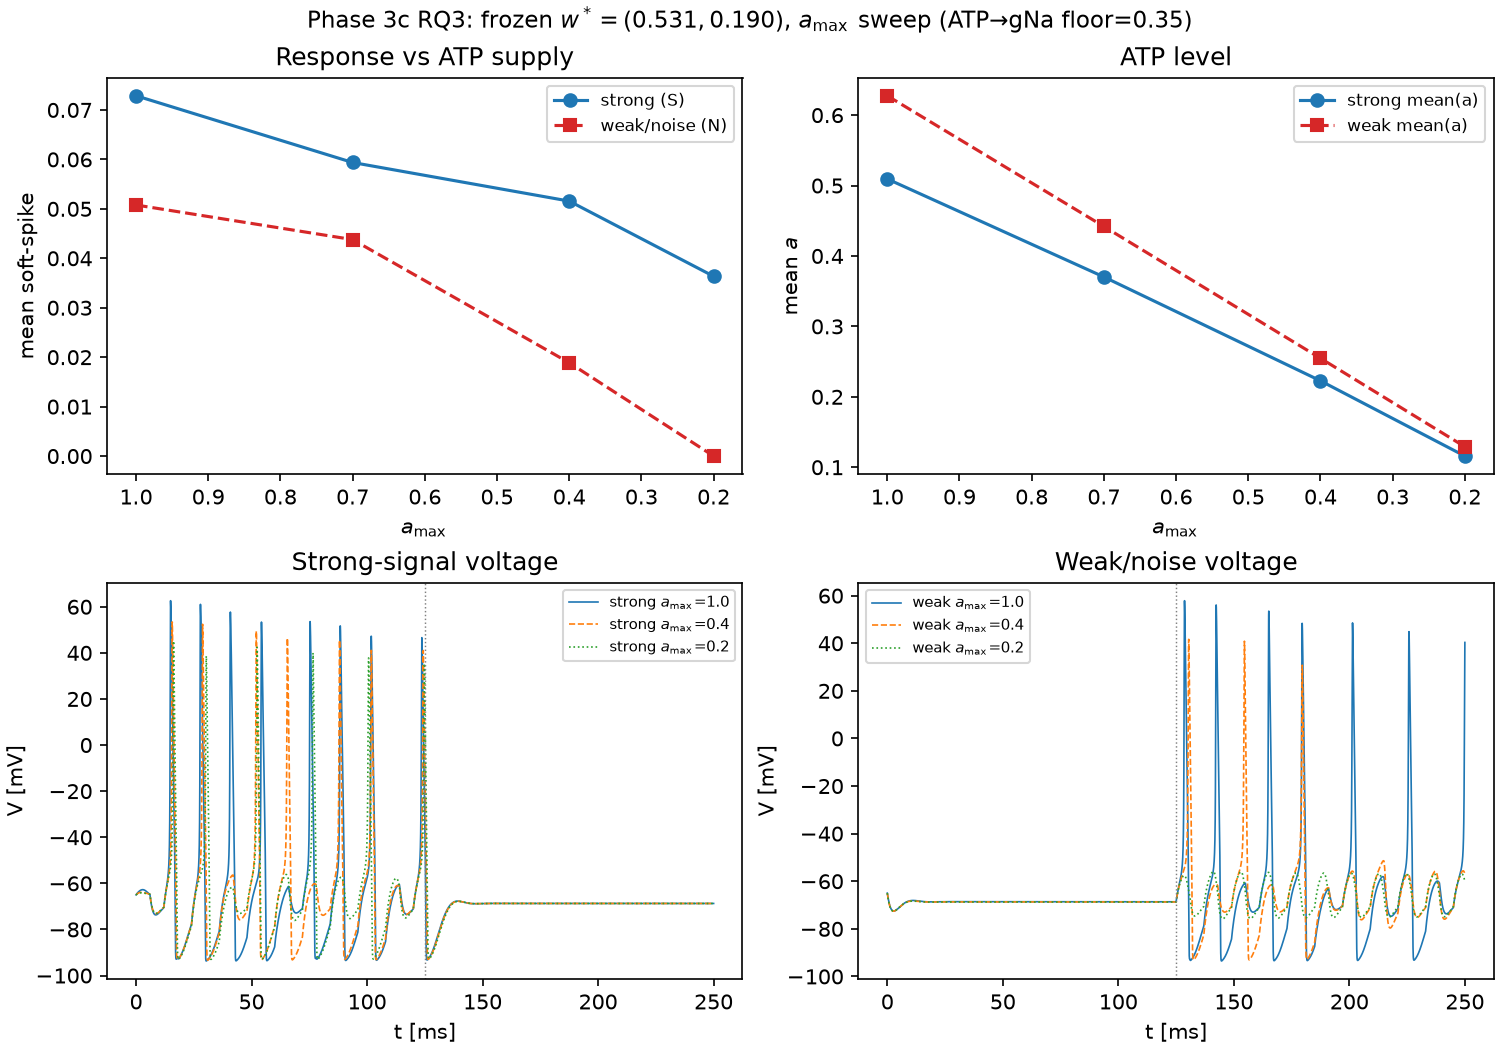 Phase 3c RQ3: frozen w* = (0.531, 0.190), a_max sweep (ATP→gNa floor=0.35)
Response vs ATP supply
mean soft-spike
0.07
0.06
0.05
0.04
0.03
0.02
0.01
0.00
strong (S)
weak/noise (N)
1.0 0.9 0.8 0.7 0.6 0.5 0.4 0.3 0.2
a_max
ATP level
mean a
0.6
0.5
0.4
0.3
0.2
0.1
strong mean(a)
weak mean(a)
1.0 0.9 0.8 0.7 0.6 0.5 0.4 0.3 0.2
a_max
Strong-signal voltage
V [mV]
60
40
20
0
−20
−40
−60
−80
−100
strong a_max=1.0
strong a_max=0.4
strong a_max=0.2
0 50 100 150 200 250
t [ms]
Weak/noise voltage
V [mV]
60
40
20
0
−20
−40
−60
−80
−100
weak a_max=1.0
weak a_max=0.4
weak a_max=0.2
0 50 100 150 200 250
t [ms]